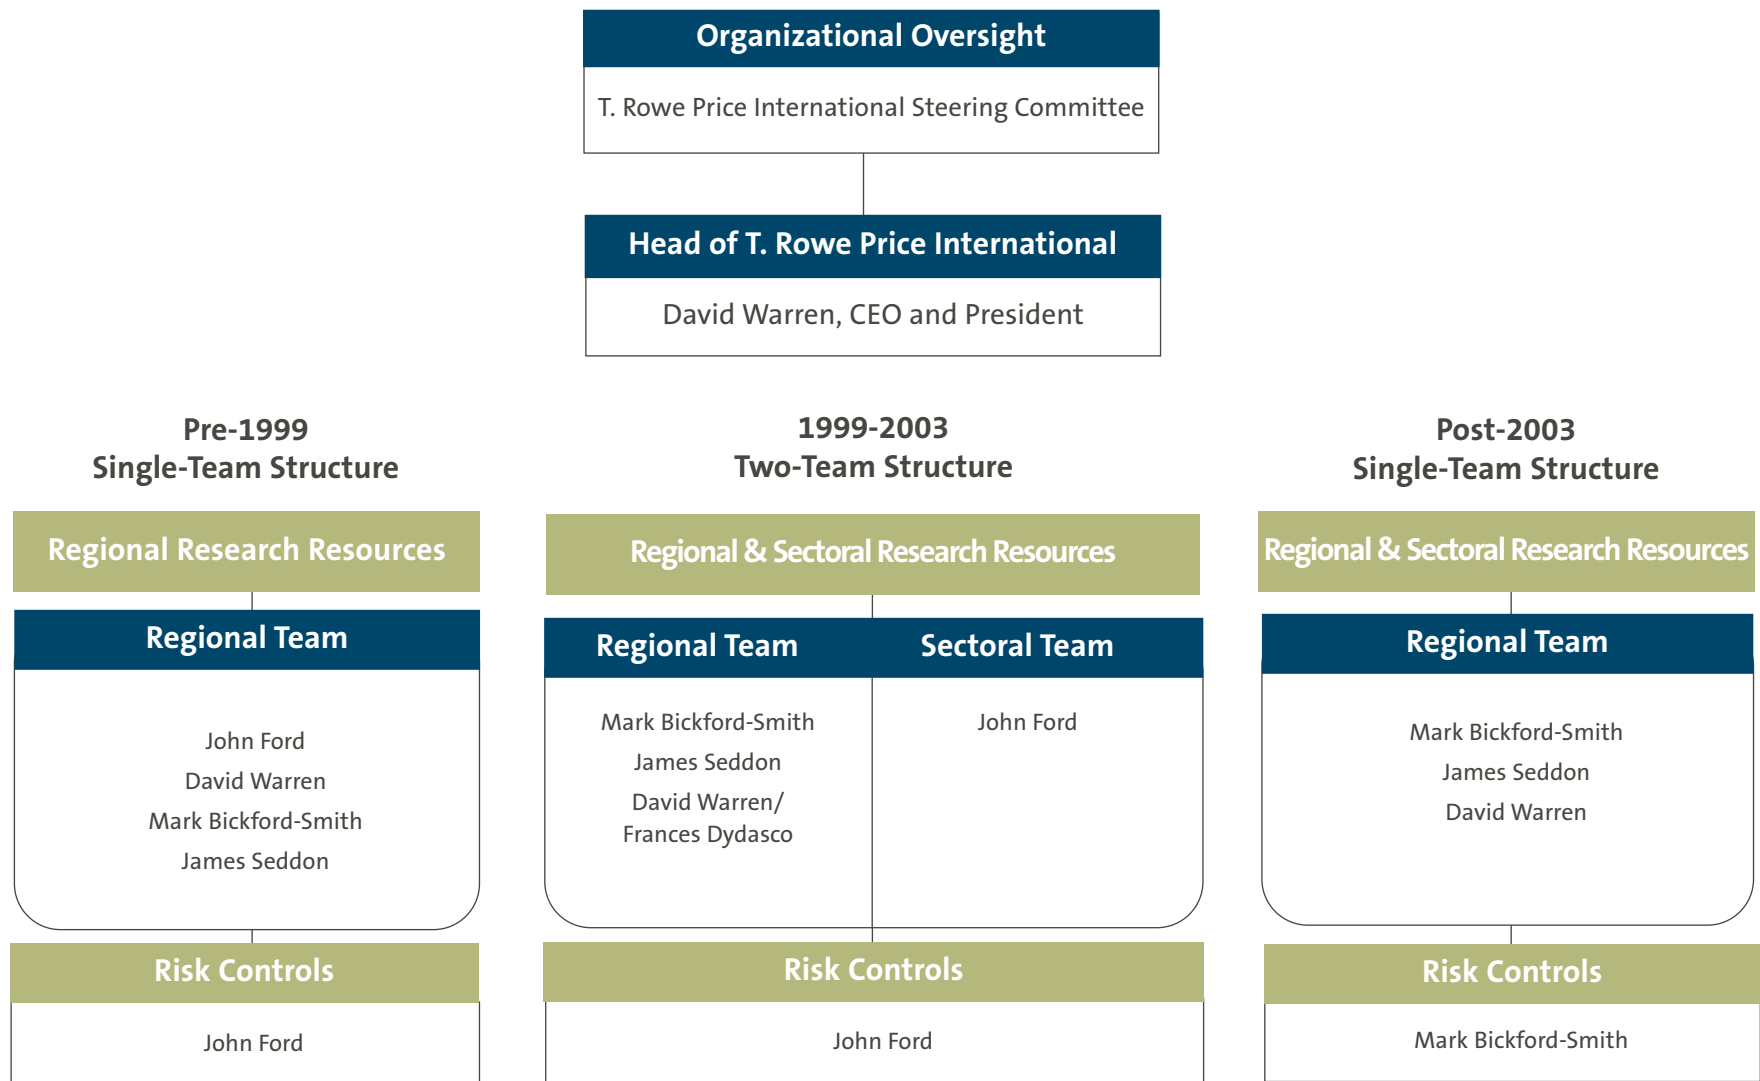 Organizational Oversight
T. Rowe Price International Steering Committee
Head of T. Rowe Price International
David Warren, CEO and President
Pre-1999
Single-Team Structure
Regional Research Resources
Regional Team
John Ford
David Warren
Mark Bickford-Smith
James Seddon
Risk Controls
John Ford
1999-2003
Two-Team Structure
Regional & Sectoral Research Resources
Regional Team
Mark Bickford-Smith
James Seddon
David Warren/
Frances Dydasco
Sectoral Team
John Ford
Risk Controls
John Ford
Post-2003
Single-Team Structure
Regional & Sectoral Research Resources
Regional Team
Mark Bickford-Smith
James Seddon
David Warren
Risk Controls
Mark Bickford-Smith